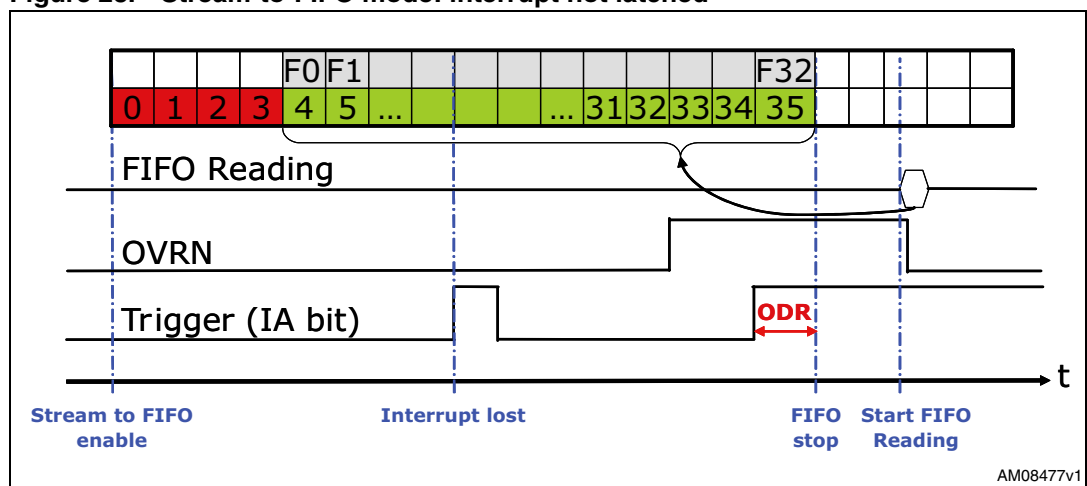 Figure 28. Stream to FIFO model interrupt not latched
F0 F1 F32
0 1 2 3 4 5 ... ... 31 32 33 34 35
FIFO Reading
OVRN
ODR
Trigger (IA bit)
t
Stream to FIFO
enable
Interrupt lost
FIFO
stop
Start FIFO
Reading
AM08477v1